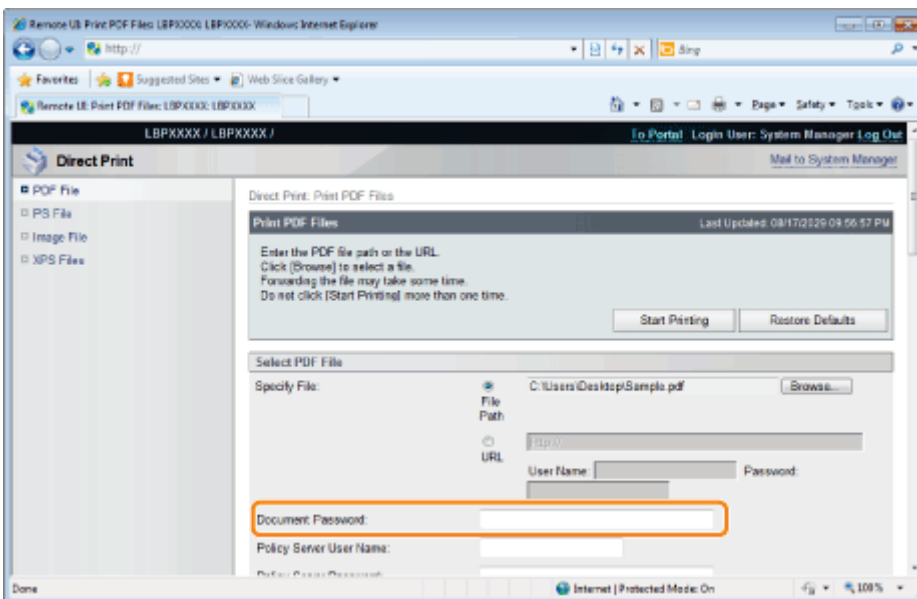 Remote UI: Print PDF Files: LBPXXXX: LBPXXXX- Windows Internet Explorer
http://
Bing
Favorites Suggested Sites Web Slice Gallery
Remote UI: Print PDF Files: LBPXXXX: LBPXXXX
Page Safety Tools
LBPXXXX / LBPXXXX /
To Portal Login User: System Manager Log Out
Direct Print
Mail to System Manager
PDF File
PS File
Image File
XPS Files
Direct Print: Print PDF Files
Print PDF Files
Last Updated: 08/17/2029 09:56:57 PM
Enter the PDF file path or the URL.
Click [Browse] to select a file.
Forwarding the file may take some time.
Do not click [Start Printing] more than one time.
Start Printing
Restore Defaults
Select PDF File
Specify File:
File Path
C:\Users\Desktop\Sample.pdf
Browse...
URL
http://
User Name:
Password:
Document Password:
Policy Server User Name:
Policy Server Password:
Done
Internet | Protected Mode: On
100%